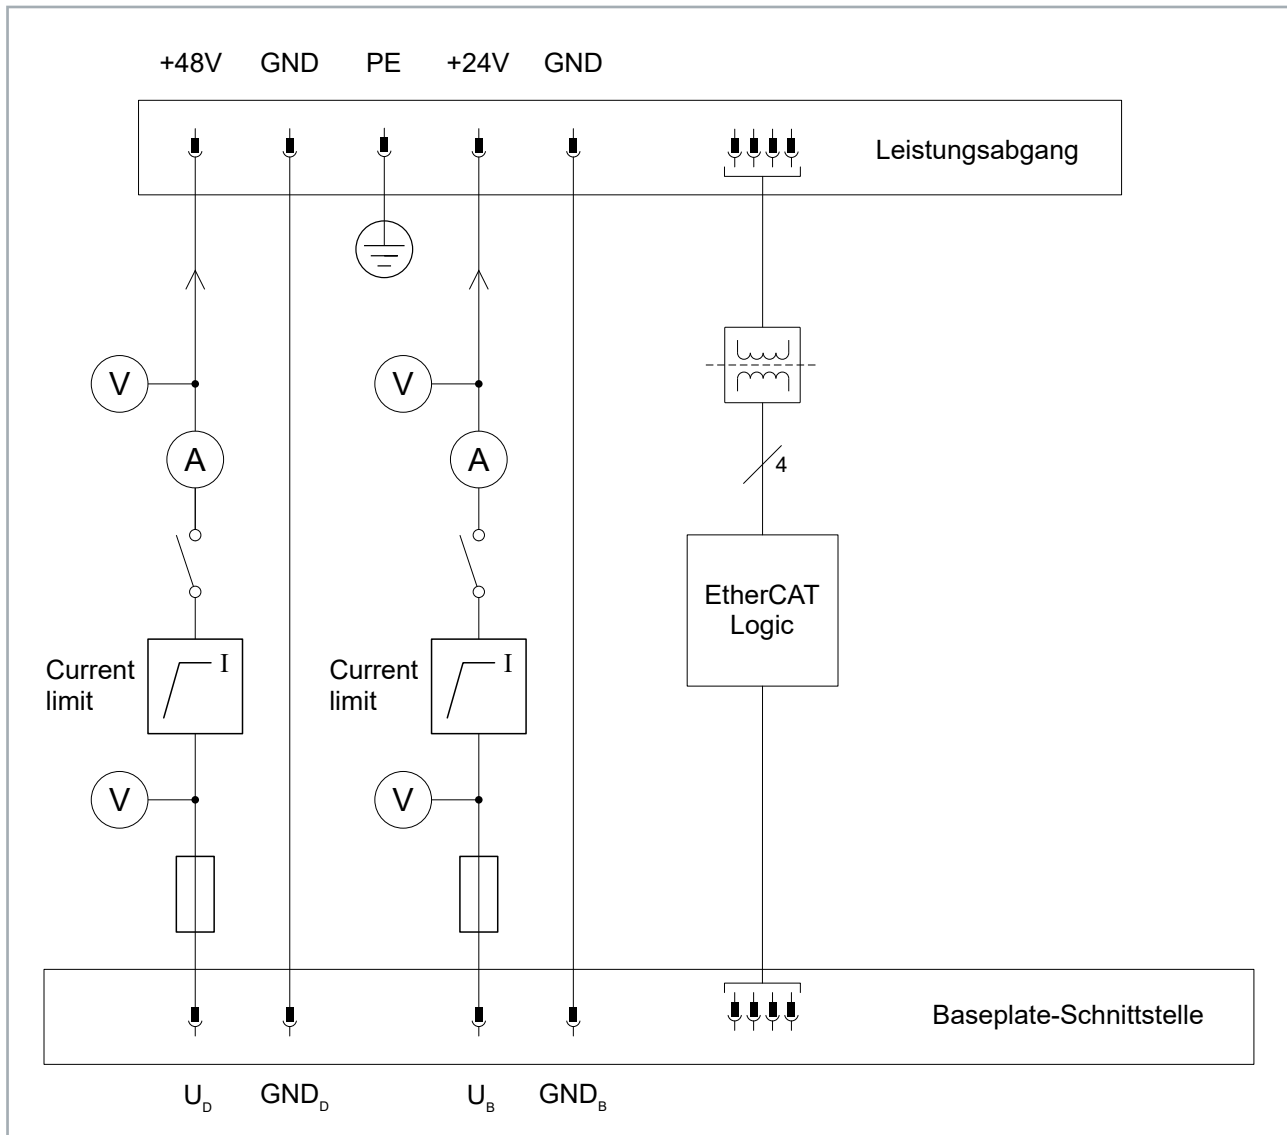 +48V GND PE +24V GND
Leistungsabgang
V V
A A
4
EtherCAT
Logic
Current
limit
I
Current
limit
I
V V
Baseplate-Schnittstelle
U_D GND_D U_B GND_B